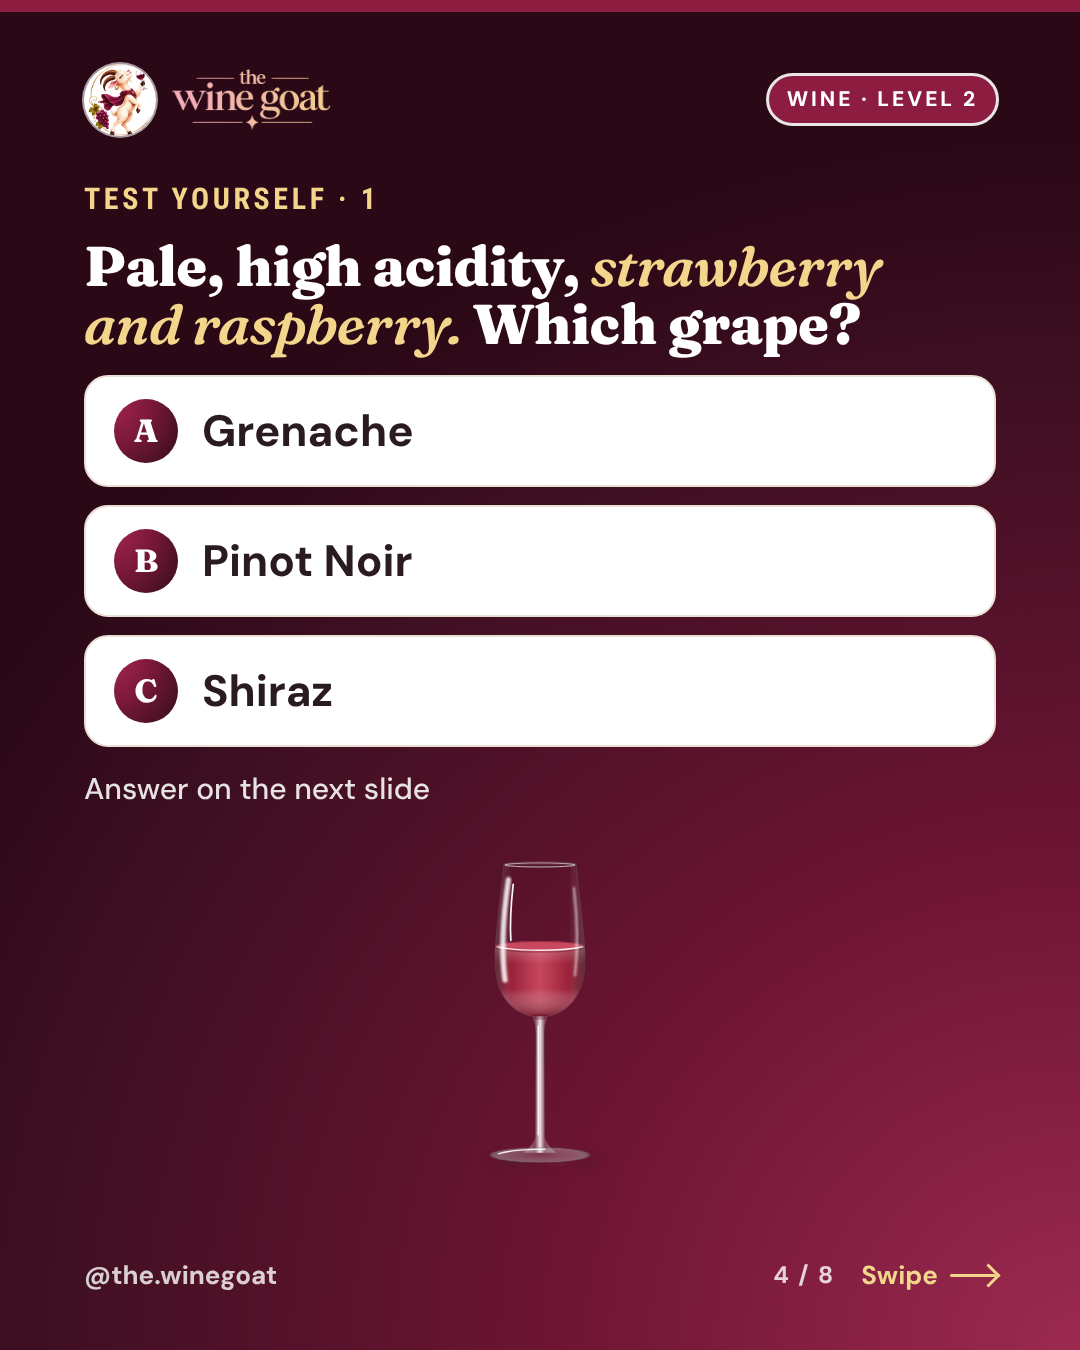 the
wine goat
WINE · LEVEL 2
TEST YOURSELF · 1
Pale, high acidity, strawberry
and raspberry. Which grape?
A Grenache
B Pinot Noir
C Shiraz
Answer on the next slide
@the.winegoat
4 / 8 Swipe